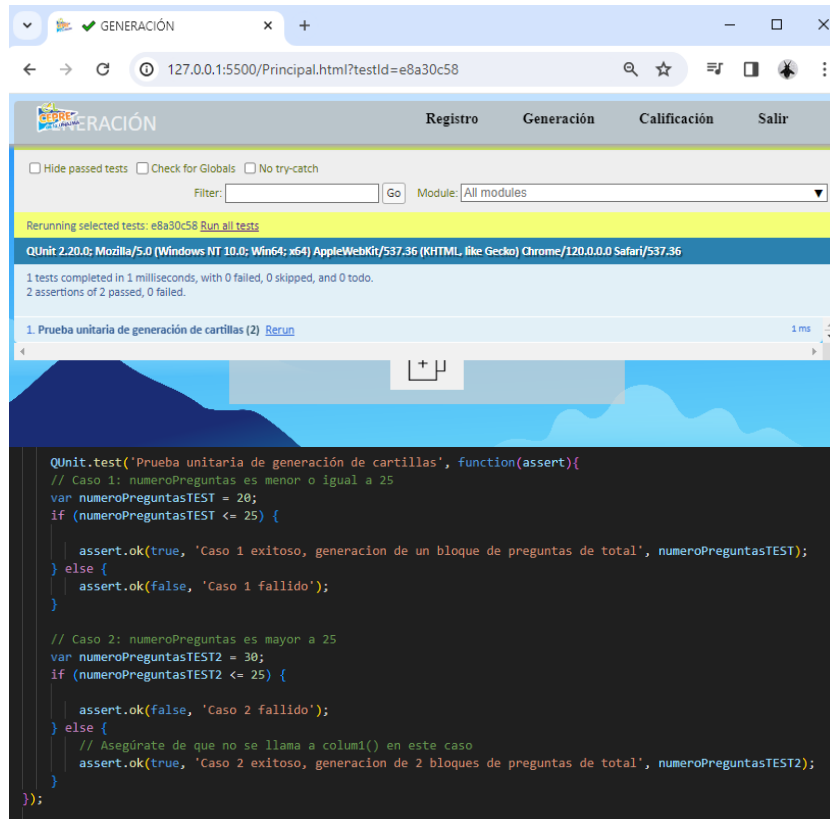 GENERACIÓN
127.0.0.1:5500/Principal.html?testId=e8a30c58
CEPRE
GENERACIÓN Registro Generación Calificación Salir
Hide passed tests Check for Globals No try-catch
Filter: Go Module: All modules
Rerunning selected tests: e8a30c58 Run all tests
QUnit 2.20.0; Mozilla/5.0 (Windows NT 10.0; Win64; x64) AppleWebKit/537.36 (KHTML, like Gecko) Chrome/120.0.0.0 Safari/537.36
1 tests completed in 1 milliseconds, with 0 failed, 0 skipped, and 0 todo.
2 assertions of 2 passed, 0 failed.
1. Prueba unitaria de generación de cartillas (2) Rerun 1 ms
QUnit.test('Prueba unitaria de generación de cartillas', function(assert){
// Caso 1: numeroPreguntas es menor o igual a 25
var numeroPreguntasTEST = 20;
if (numeroPreguntasTEST <= 25) {
assert.ok(true, 'Caso 1 exitoso, generacion de un bloque de preguntas de total', numeroPreguntasTEST);
} else {
assert.ok(false, 'Caso 1 fallido');
}
// Caso 2: numeroPreguntas es mayor a 25
var numeroPreguntasTEST2 = 30;
if (numeroPreguntasTEST2 <= 25) {
assert.ok(false, 'Caso 2 fallido');
} else {
// Asegúrate de que no se llama a colum1() en este caso
assert.ok(true, 'Caso 2 exitoso, generacion de 2 bloques de preguntas de total', numeroPreguntasTEST2);
}
});